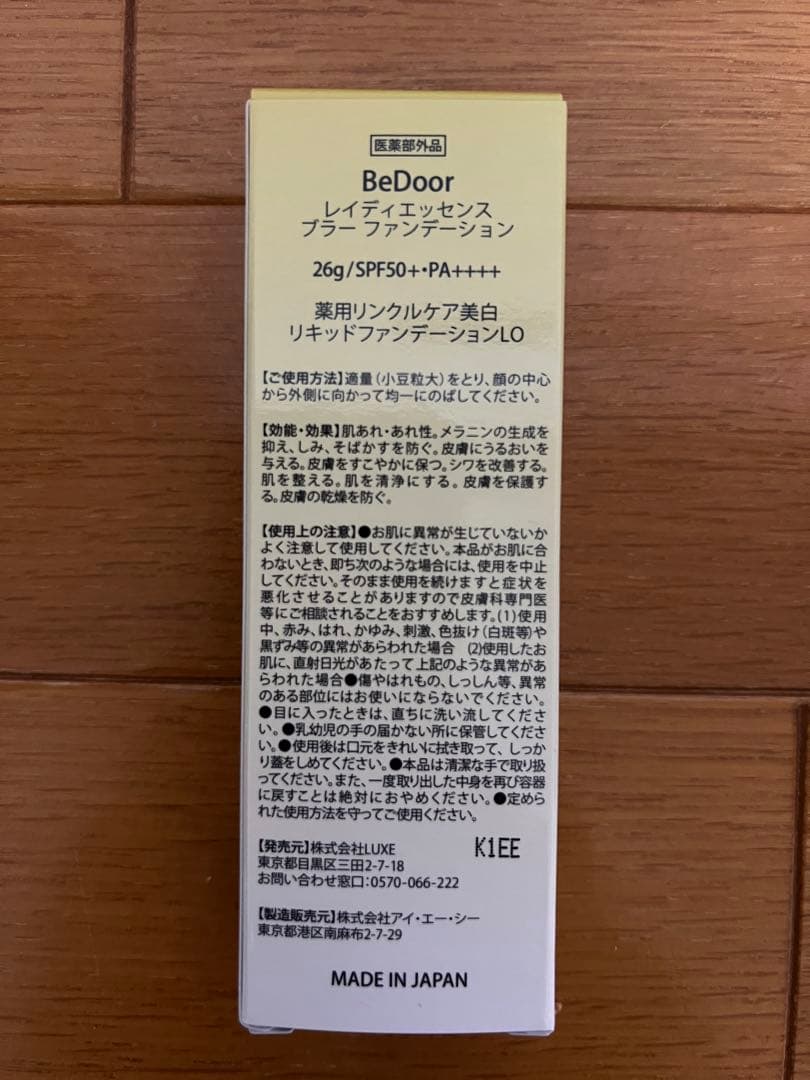 医薬部外品
BeDoor
レイディエッセンス
ブラー ファンデーション
26g/SPF50+・PA++++
薬用リンクルケア美白
リキッドファンデーションLO
【ご使用方法】適量(小豆粒大)をとり、顔の中心
から外側に向かって均一にのばしてください。
【効能・効果】肌あれ・あれ性。メラニンの生成を
抑え、しみ、そばかすを防ぐ。皮膚にうるおいを
与える。皮膚をすこやかに保つ。シワを改善する。
肌を整える。肌を清浄にする。皮膚を保護す
る。皮膚の乾燥を防ぐ。
【使用上の注意】●お肌に異常が生じていないか
よく注意して使用してください。本品がお肌に合
わないとき、即ち次のような場合には、使用を中止
してください。そのまま使用を続けますと症状を
悪化させることがありますので皮膚科専門医
等にご相談されることをおすすめします。(1)使用
中、赤み、はれ、かゆみ、刺激、色抜け(白斑等)や
黒ずみ等の異常があらわれた場合 (2)使用したお
肌に、直射日光があたって上記のような異常があ
らわれた場合●傷やはれもの、しっしん等、異常
のある部位にはお使いにならないでください。
●目に入ったときは、直ちに洗い流してくださ
い。●乳幼児の手の届かない所に保管してくださ
い。●使用後は口元をきれいに拭き取って、しっか
り蓋をしめてください。●本品は清潔な手で取り扱
ってください。また、一度取り出した中身を再び容器
に戻すことは絶対におやめください。●定めら
れた使用方法を守ってご使用ください。
【発売元】株式会社LUXE
K1EE
東京都目黒区三田2-7-18
お問い合わせ窓口:0570-066-222
【製造販売元】株式会社アイ・エー・シー
東京都港区南麻布2-7-29
MADE IN JAPAN